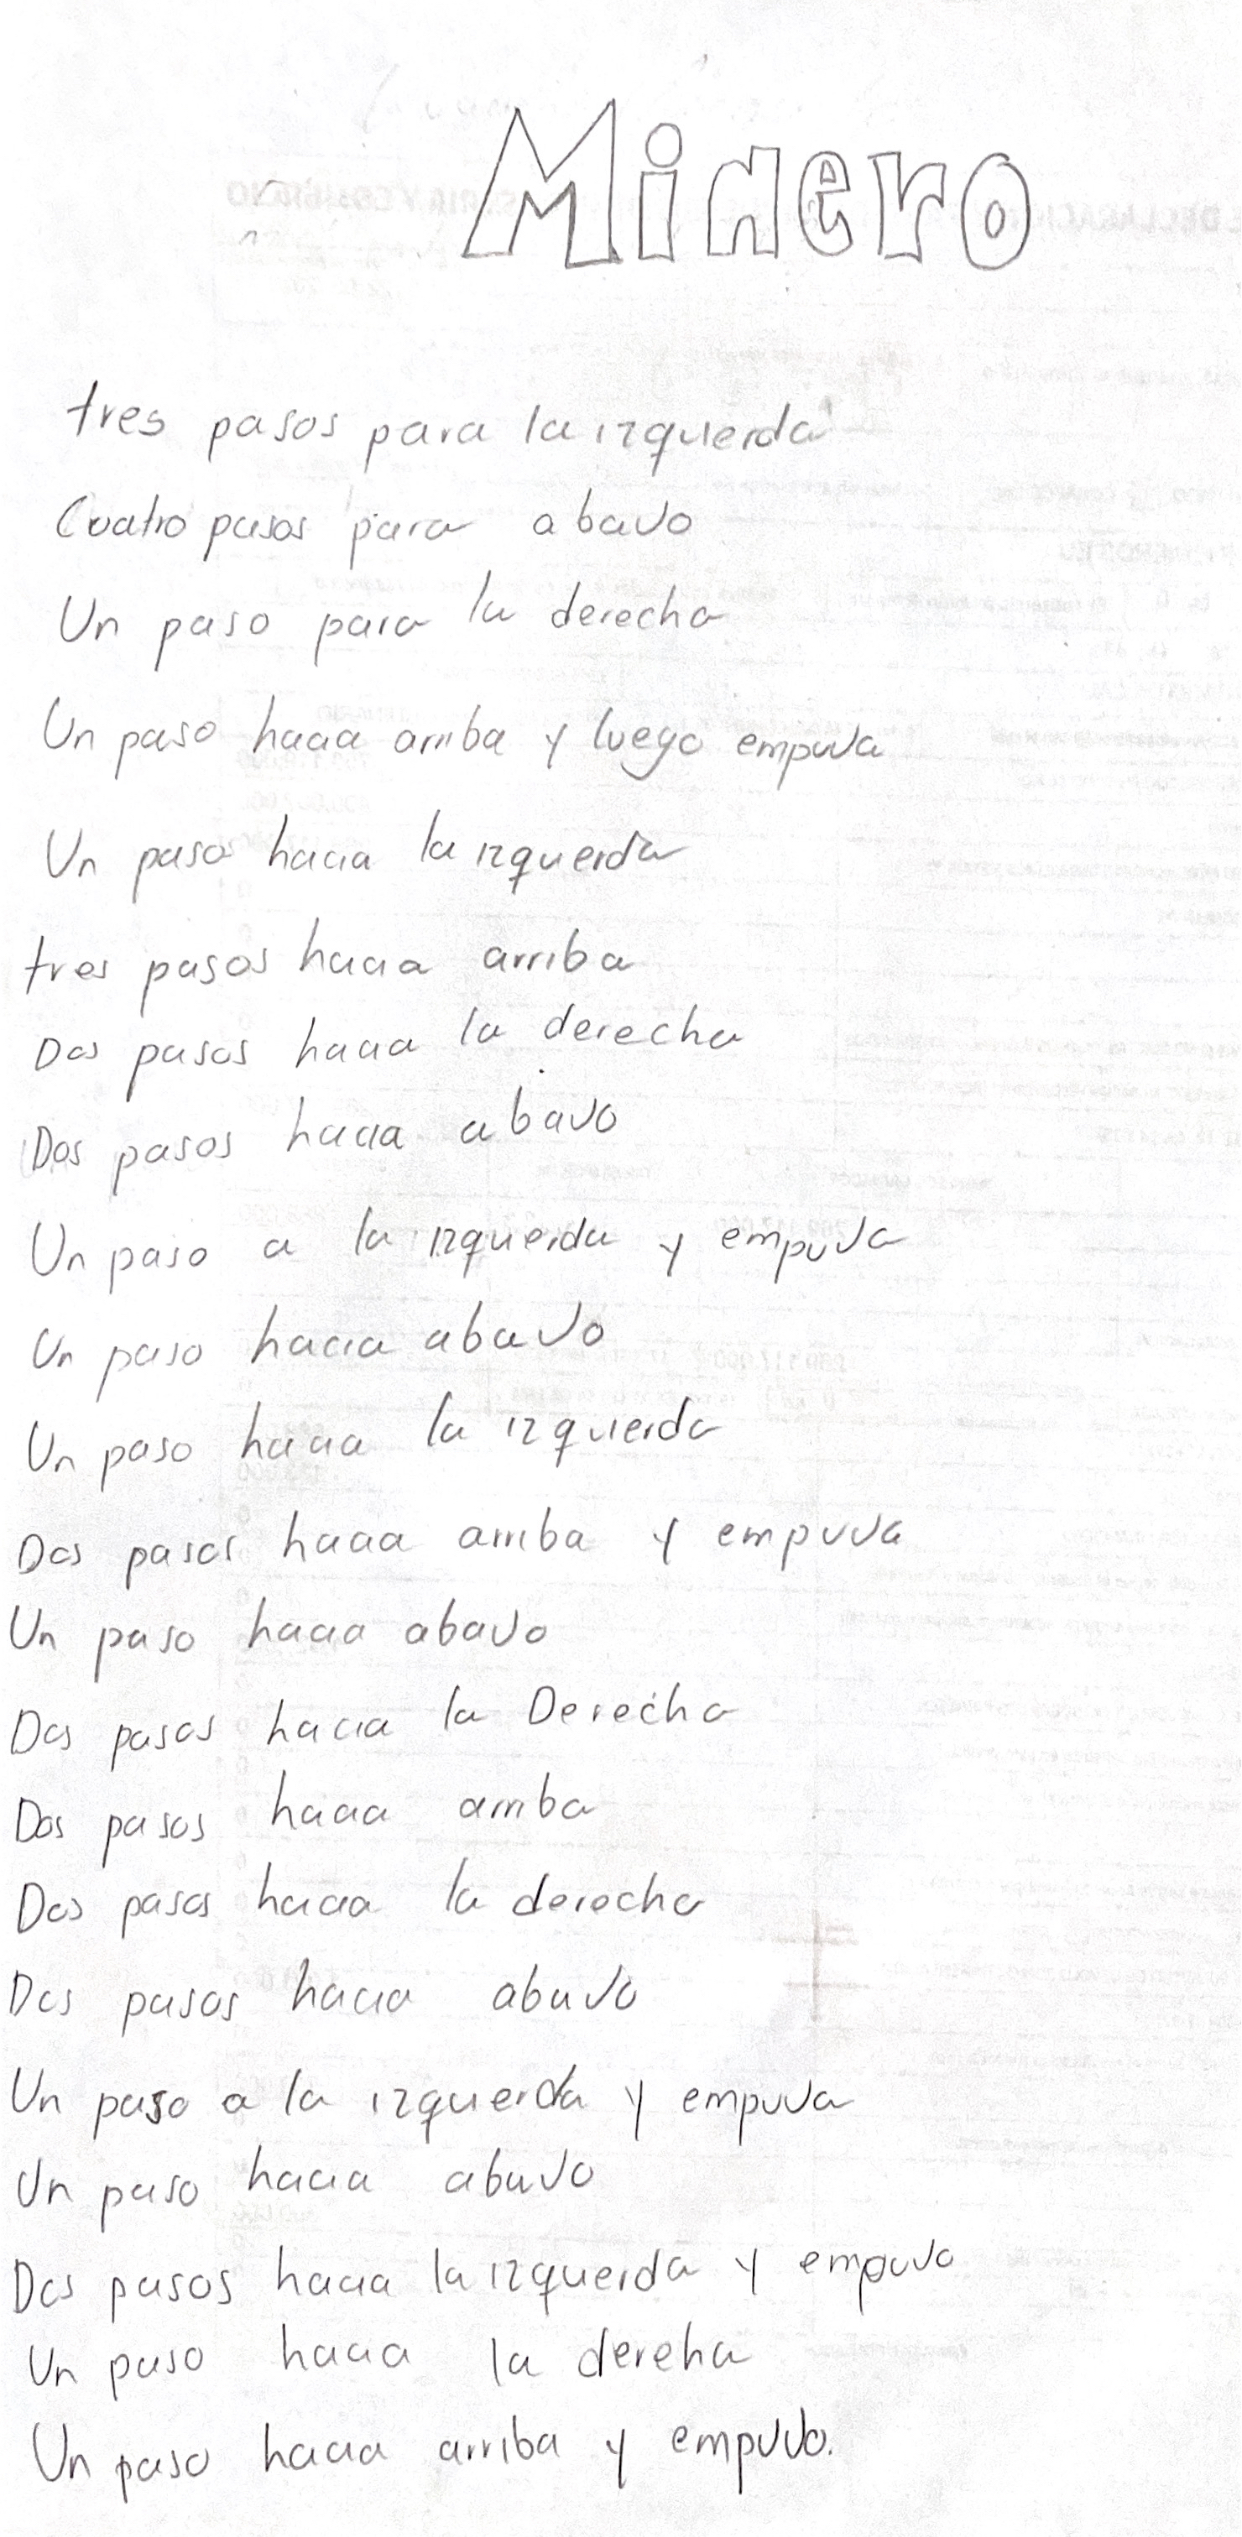 Minero
tres pasos para la izquierda
Cuatro pasos para abajo
Un paso para la derecha
Un paso hacia arriba y luego empuja
Un paso hacia la izquierda
tres pasos hacia arriba
Dos pasos hacia la derecha
Dos pasos hacia abajo
Un paso a la izquierda y empuja
Un paso hacia abajo
Un paso hacia la izquierda
Dos pasos hacia arriba y empuja
Un paso hacia abajo
Dos pasos hacia la Derecha
Dos pasos hacia arriba
Dos pasos hacia la derecha
Dos pasos hacia abajo
Un paso a la izquierda y empuja
Un paso hacia abajo
Dos pasos hacia la izquierda y empujo
Un paso hacia la dereha
Un paso hacia arriba y empujo.